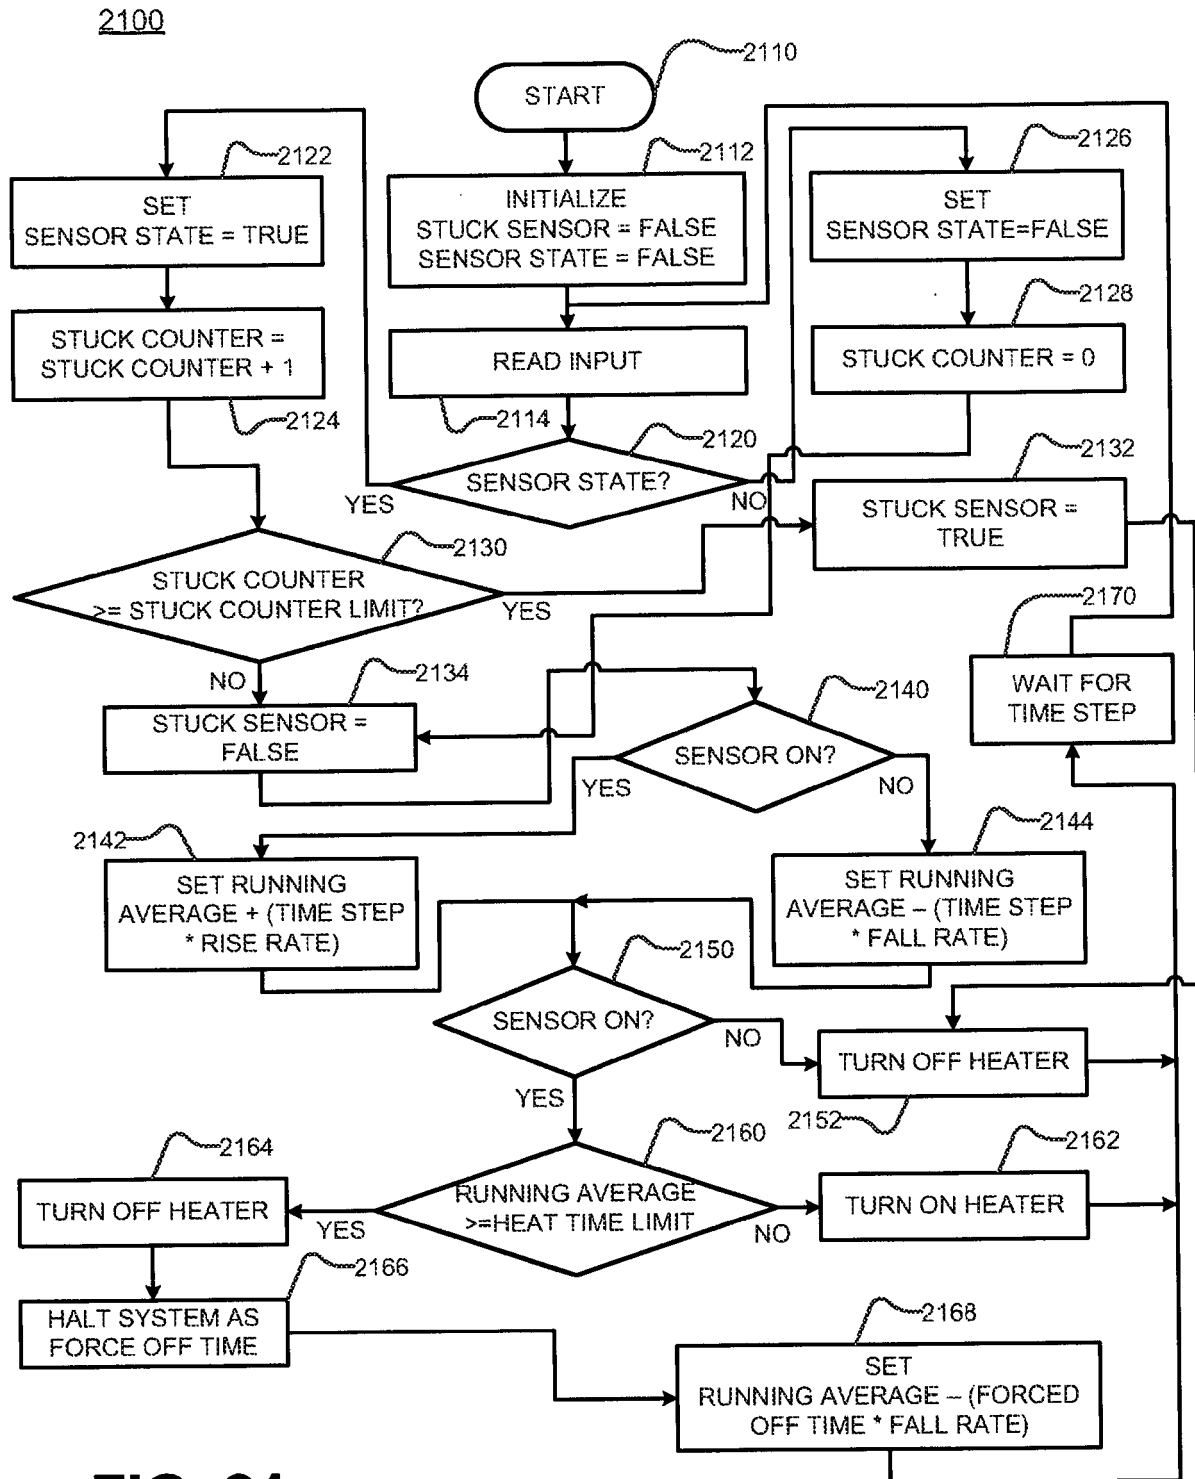 2100
2110
START
2122
2112
2126
SET
SENSOR STATE = TRUE
INITIALIZE
STUCK SENSOR = FALSE
SENSOR STATE = FALSE
SET
SENSOR STATE=FALSE
2128
STUCK COUNTER =
STUCK COUNTER + 1
READ INPUT
STUCK COUNTER = 0
2124
2114
2120
2132
SENSOR STATE?
YES
NO
STUCK SENSOR =
TRUE
2130
STUCK COUNTER
>= STUCK COUNTER LIMIT?
YES
2170
NO
2134
2140
WAIT FOR
TIME STEP
STUCK SENSOR =
FALSE
SENSOR ON?
YES
NO
2142
2144
SET RUNNING
AVERAGE + (TIME STEP
* RISE RATE)
SET RUNNING
AVERAGE – (TIME STEP
* FALL RATE)
2150
SENSOR ON?
NO
TURN OFF HEATER
YES
2152
2164
2160
2162
TURN OFF HEATER
RUNNING AVERAGE
>=HEAT TIME LIMIT
TURN ON HEATER
YES
NO
2166
HALT SYSTEM AS
FORCE OFF TIME
2168
SET
RUNNING AVERAGE – (FORCED
OFF TIME * FALL RATE)